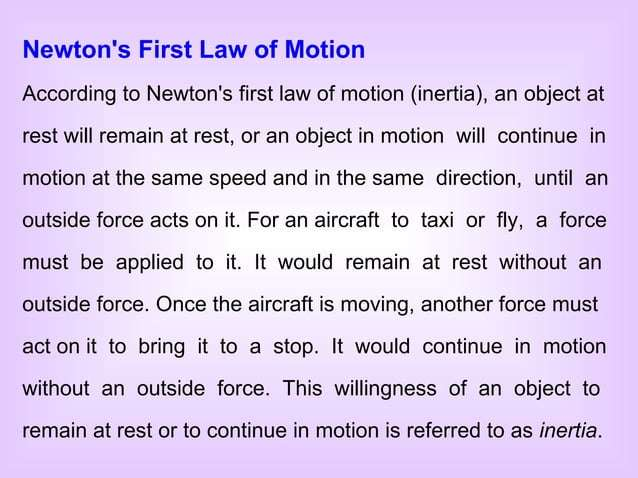 Newton's First Law of Motion
According to Newton's first law of motion (inertia), an object at
rest will remain at rest, or an object in motion will continue in
motion at the same speed and in the same direction, until an
outside force acts on it. For an aircraft to taxi or fly, a force
must be applied to it. It would remain at rest without an
outside force. Once the aircraft is moving, another force must
act on it to bring it to a stop. It would continue in motion
without an outside force. This willingness of an object to
remain at rest or to continue in motion is referred to as inertia.